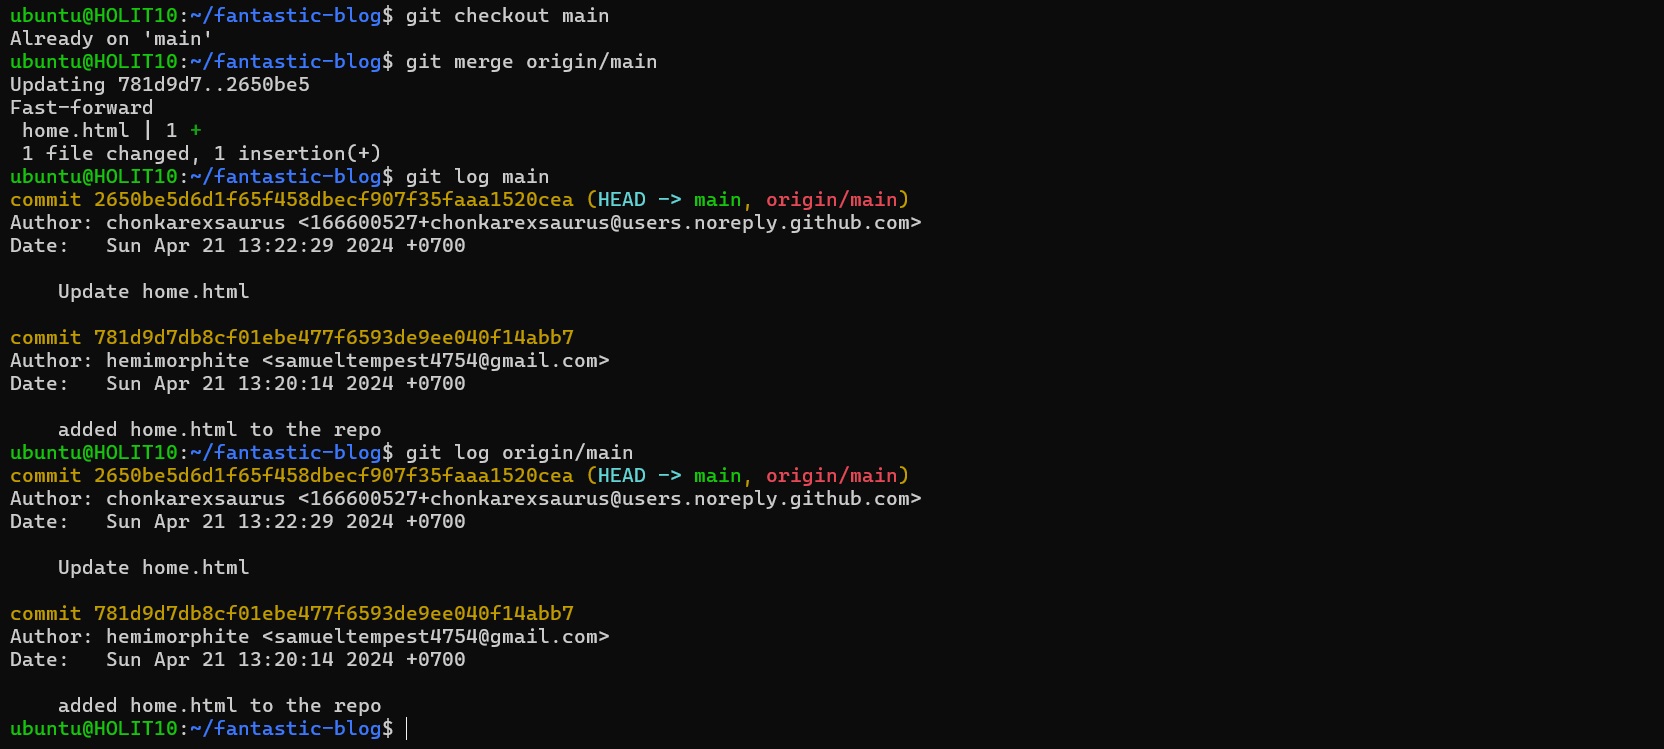 ubuntu@HOLIT10:~/fantastic-blog$ git checkout main
Already on 'main'
ubuntu@HOLIT10:~/fantastic-blog$ git merge origin/main
Updating 781d9d7..2650be5
Fast-forward
 home.html | 1 +
 1 file changed, 1 insertion(+)
ubuntu@HOLIT10:~/fantastic-blog$ git log main
commit 2650be5d6d1f65f458dbecf907f35faaa1520cea (HEAD -> main, origin/main)
Author: chonkarexsaurus <166600527+chonkarexsaurus@users.noreply.github.com>
Date:   Sun Apr 21 13:22:29 2024 +0700

    Update home.html

commit 781d9d7db8cf01ebe477f6593de9ee040f14abb7
Author: hemimorphite <samueltempest4754@gmail.com>
Date:   Sun Apr 21 13:20:14 2024 +0700

    added home.html to the repo
ubuntu@HOLIT10:~/fantastic-blog$ git log origin/main
commit 2650be5d6d1f65f458dbecf907f35faaa1520cea (HEAD -> main, origin/main)
Author: chonkarexsaurus <166600527+chonkarexsaurus@users.noreply.github.com>
Date:   Sun Apr 21 13:22:29 2024 +0700

    Update home.html

commit 781d9d7db8cf01ebe477f6593de9ee040f14abb7
Author: hemimorphite <samueltempest4754@gmail.com>
Date:   Sun Apr 21 13:20:14 2024 +0700

    added home.html to the repo
ubuntu@HOLIT10:~/fantastic-blog$